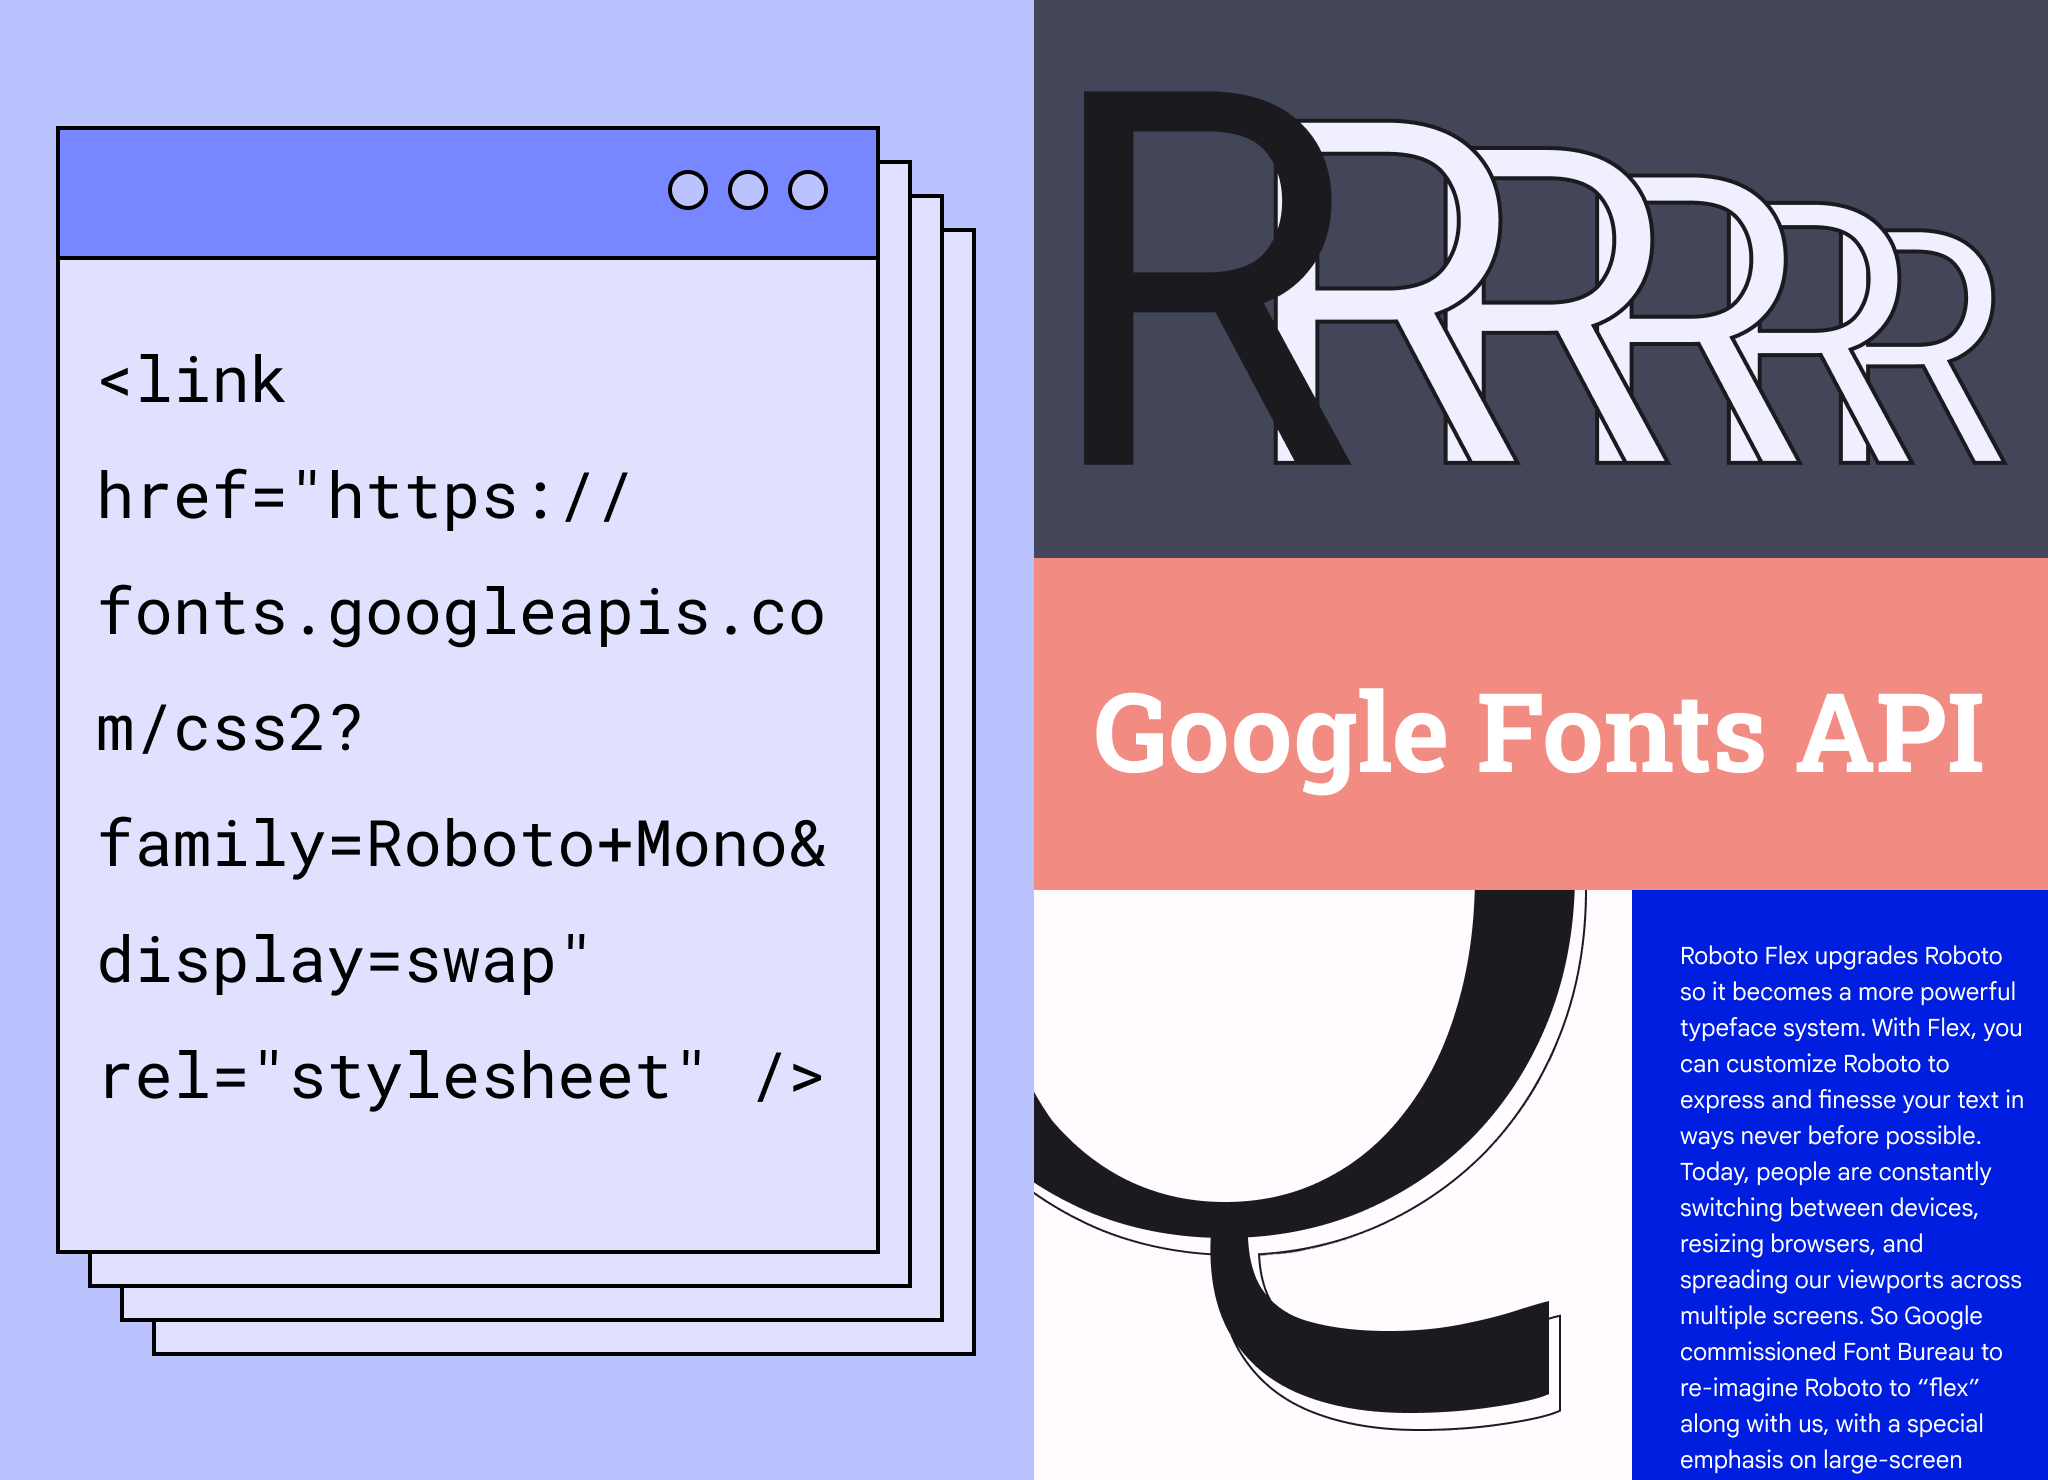 <link
href="https://
fonts.googleapis.co
m/css2?
family=Roboto+Mono&
display=swap"
rel="stylesheet" />
RRRRRR
Google Fonts API
Q
Roboto Flex upgrades Roboto
so it becomes a more powerful
typeface system. With Flex, you
can customize Roboto to
express and finesse your text in
ways never before possible.
Today, people are constantly
switching between devices,
resizing browsers, and
spreading our viewports across
multiple screens. So Google
commissioned Font Bureau to
re-imagine Roboto to “flex”
along with us, with a special
emphasis on large-screen